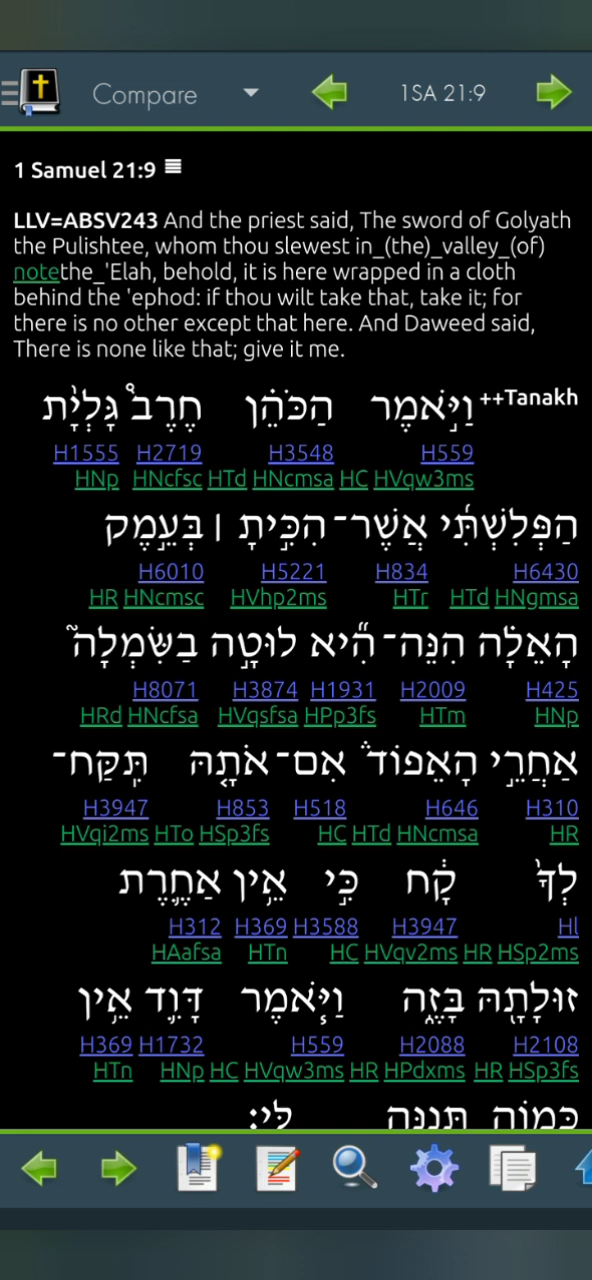 Compare
1SA 21:9
1 Samuel 21:9
LLV=ABSV243 And the priest said, The sword of Golyath
the Pulishtee, whom thou slewest in_(the)_valley_(of)
notethe_'Elah, behold, it is here wrapped in a cloth
behind the 'ephod: if thou wilt take that, take it; for
there is no other except that here. And Daweed said,
There is none like that; give it me.
++Tanakh וַיֹּ֣אמֶר הַכֹּהֵ֗ן חֶרֶב֩ גָּלְיָ֨ת
H1555 H2719 H3548 H559
HNp HNcfsc HTd HNcmsa HC HVqw3ms
הַפְּלִשְׁתִּ֜י אֲשֶׁר־הִכִּ֣יתָ ׀ בְּעֵ֣מֶק
H6010 H5221 H834 H6430
HR HNcmsc HVhp2ms HTr HTd HNgmsa
הָאֵלָ֗ה הִנֵּה־הִ֞יא לוּטָ֣ה בַשִּׂמְלָה֮
H8071 H3874 H1931 H2009 H425
HRd HNcfsa HVqsfsa HPp3fs HTm HNp
אַחֲרֵ֣י הָאֵפוֹד֒ אִם־אֹתָ֤הּ תִּֽקַּח־
H3947 H853 H518 H646 H310
HVqi2ms HTo HSp3fs HC HTd HNcmsa HR
לְךָ֙ קָ֔ח כִּ֣י אֵ֥ין אַחֶ֛רֶת
H312 H369 H3588 H3947 Hl
HAafsa HTn HC HVqv2ms HR HSp2ms
זוּלָתָ֖הּ בָּזֶ֑ה וַיֹּ֧אמֶר דָּוִ֛ד אֵ֥ין
H369 H1732 H559 H2088 H2108
HTn HNp HC HVqw3ms HR HPdxms HR HSp3fs
כָּמ֖וֹהָ תְּנֶ֥נָּה לִּֽי׃